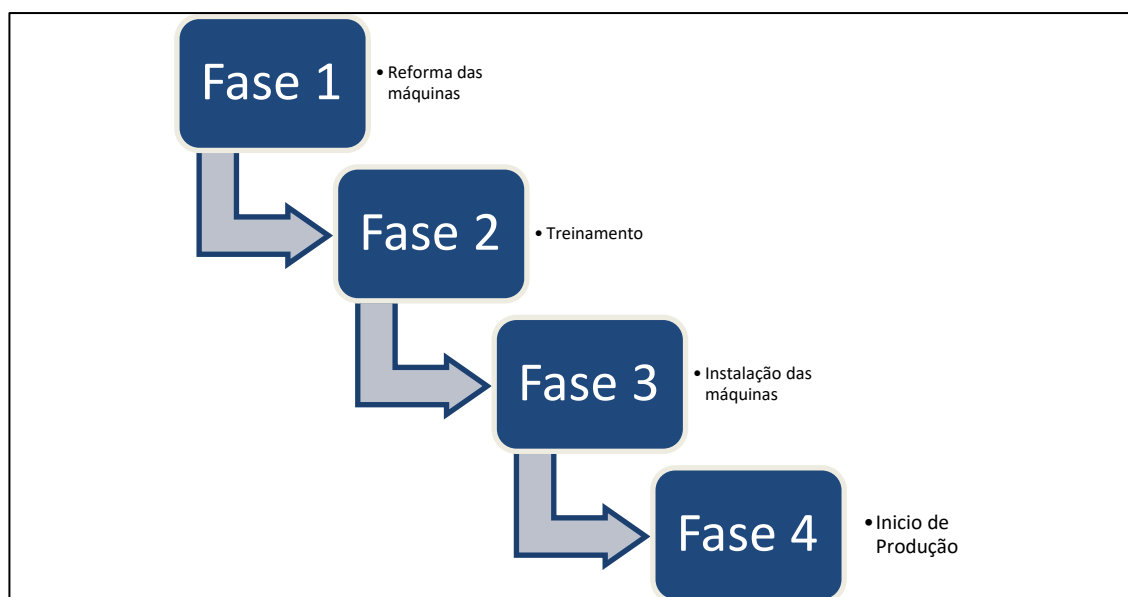 Fase 1
• Reforma das
máquinas
Fase 2
• Treinamento
Fase 3
• Instalação das
máquinas
Fase 4
• Inicio de
Produção